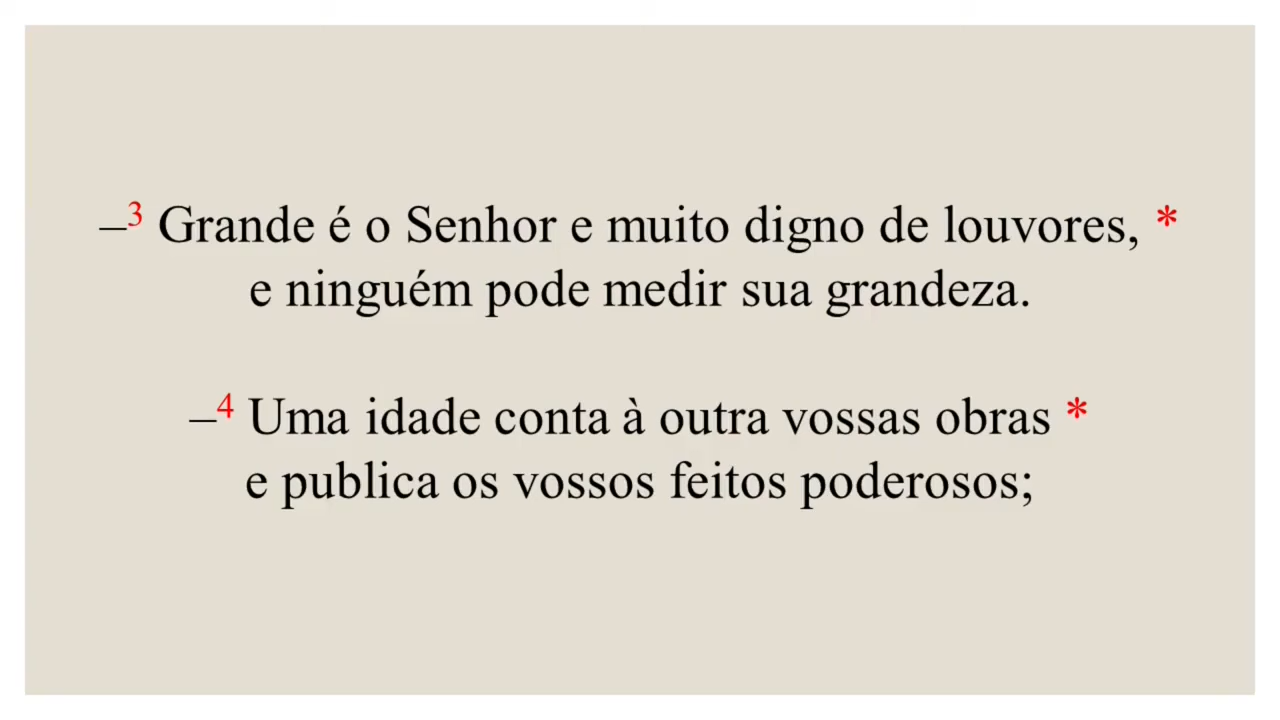 –3 Grande é o Senhor e muito digno de louvores, *
e ninguém pode medir sua grandeza.
–4 Uma idade conta à outra vossas obras *
e publica os vossos feitos poderosos;